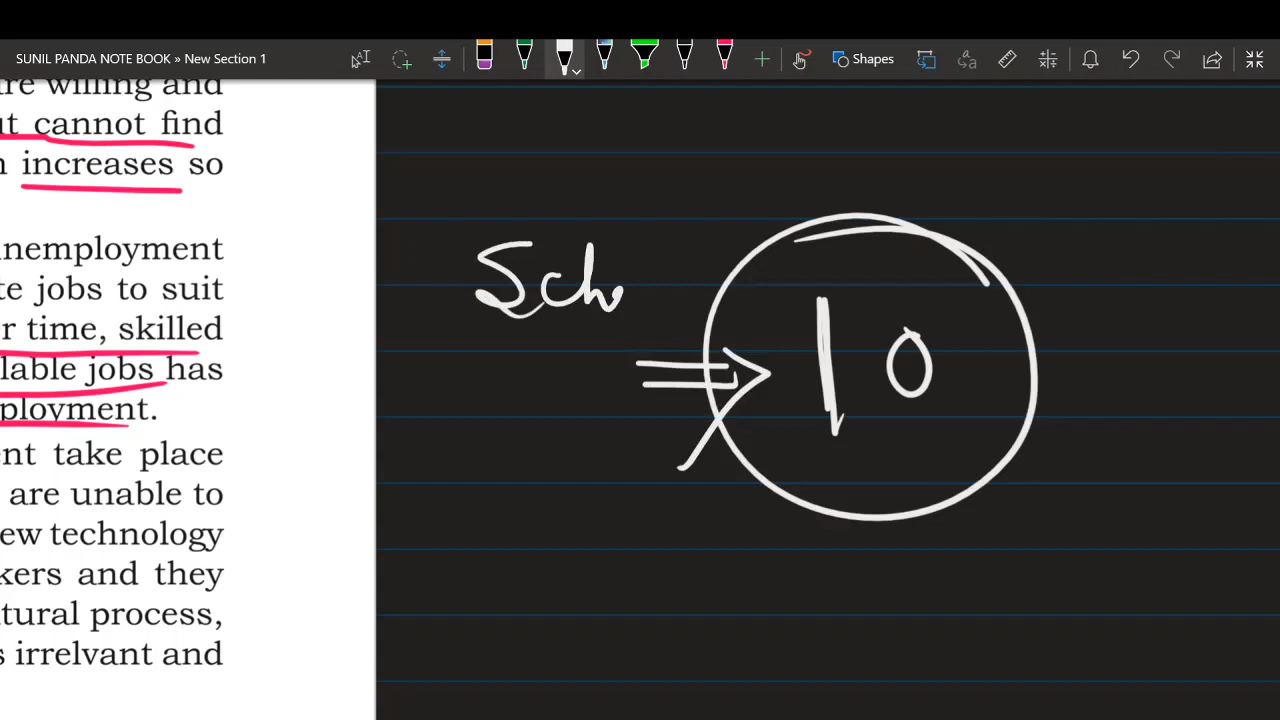 SUNIL PANDA NOTE BOOK » New Section 1
Shapes
re willing and
ut cannot find
increases so
unemployment
te jobs to suit
r time, skilled
lable jobs has
ployment.
ent take place
are unable to
ew technology
kers and they
tural process,
s irrelvant and
Sch
10